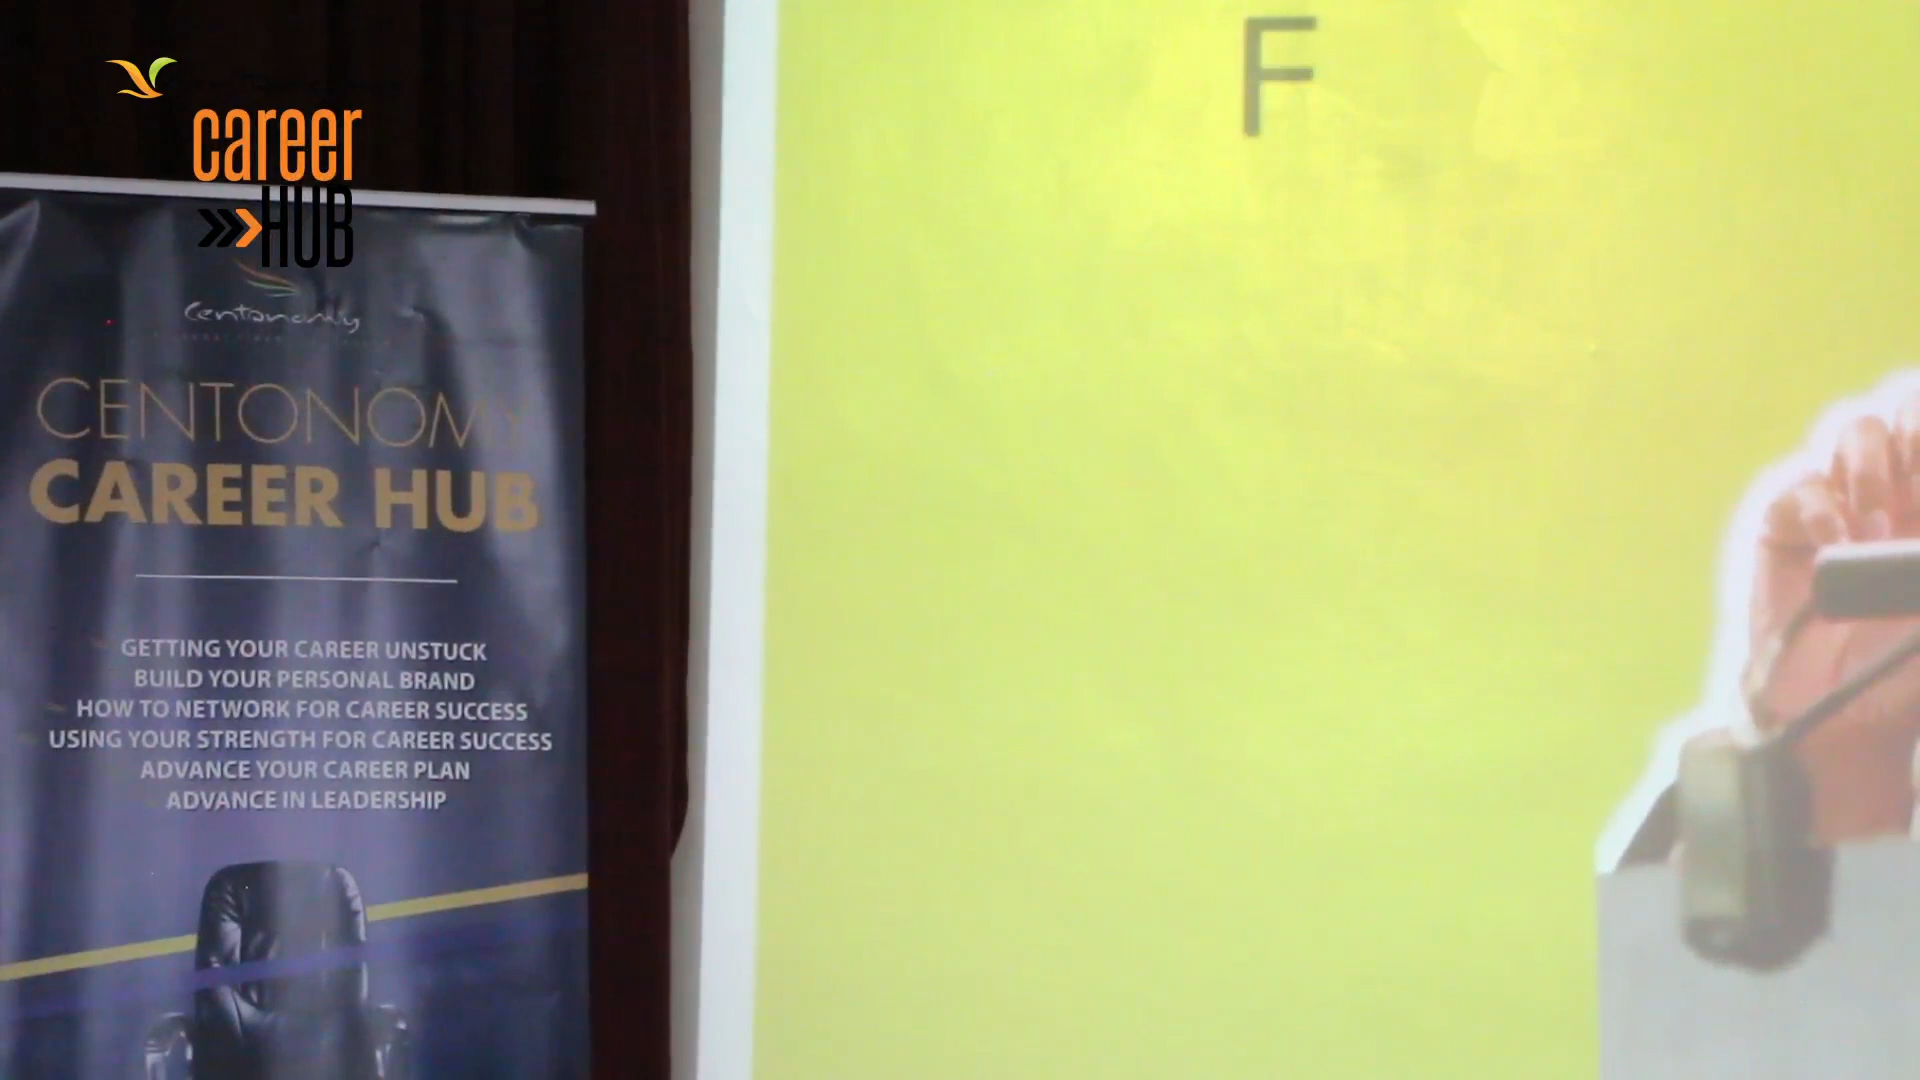 career
HUB
Centonomy
CENTONOMY
CAREER HUB
GETTING YOUR CAREER UNSTUCK
BUILD YOUR PERSONAL BRAND
HOW TO NETWORK FOR CAREER SUCCESS
USING YOUR STRENGTH FOR CAREER SUCCESS
ADVANCE YOUR CAREER PLAN
ADVANCE IN LEADERSHIP
F